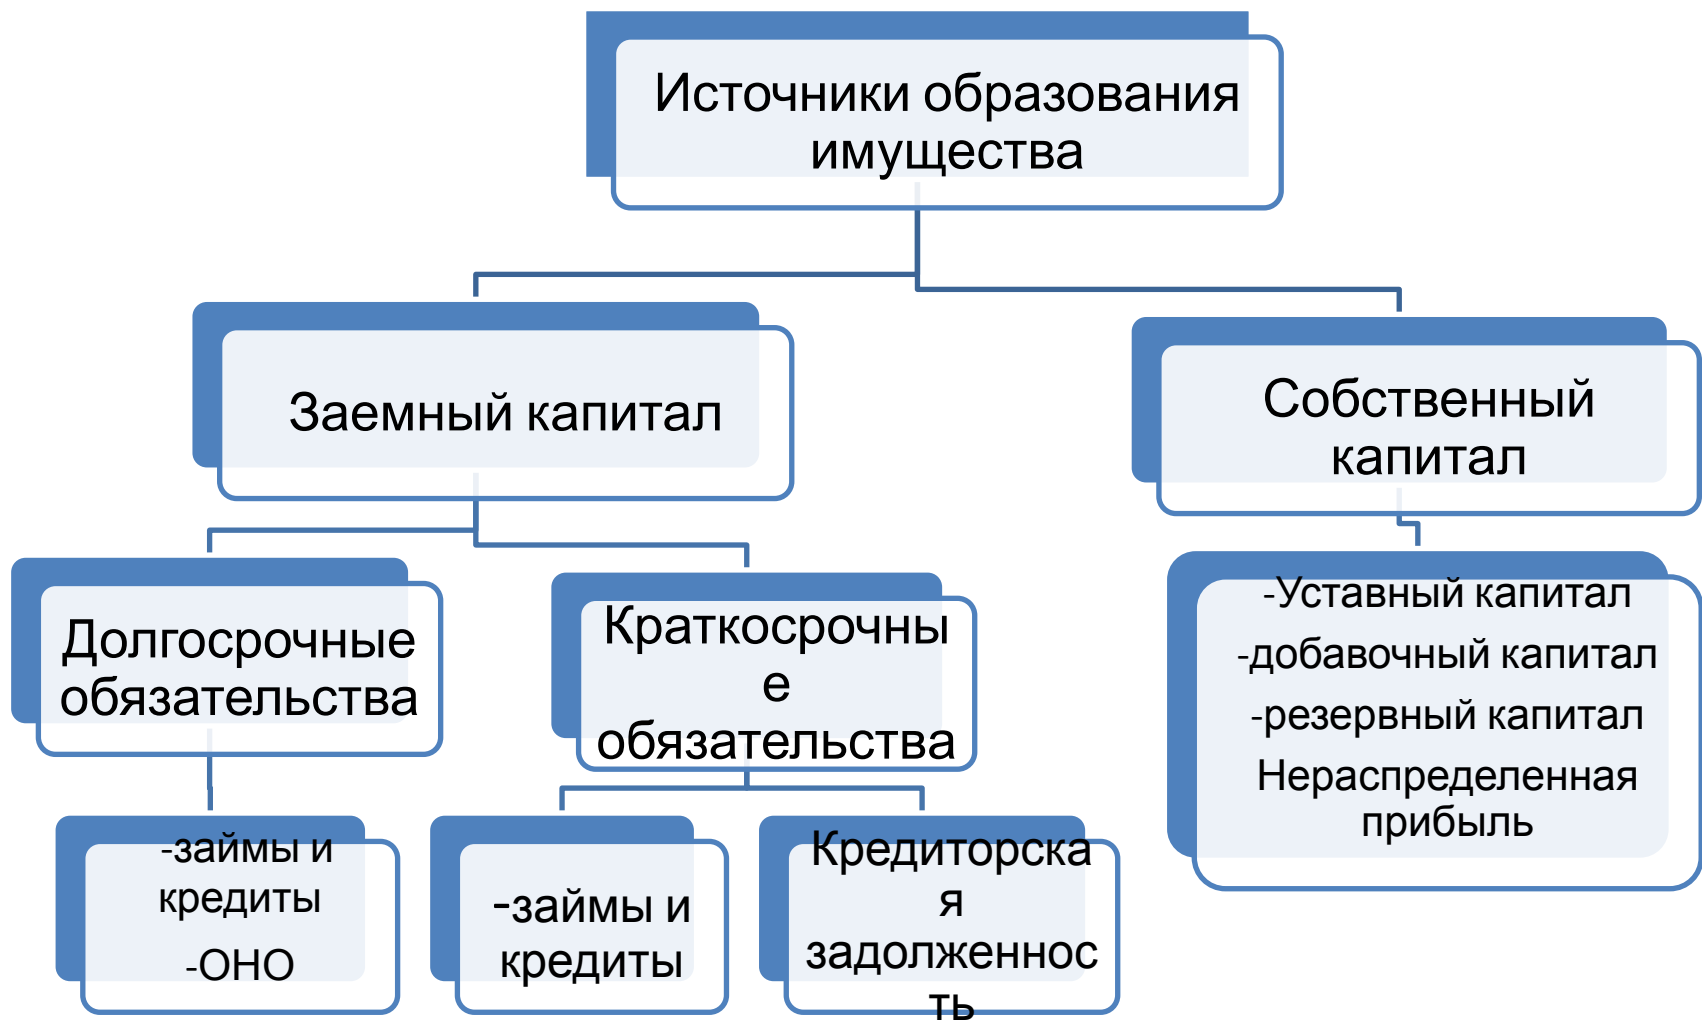 Источники образования
имущества
Заемный капитал
Собственный
капитал
Долгосрочные
обязательства
Краткосрочны
е
обязательства
-Уставный капитал
-добавочный капитал
-резервный капитал
Нераспределенная
прибыль
-займы и
кредиты
-ОНО
-займы и
кредиты
Кредиторска
я
задолженнос
ть